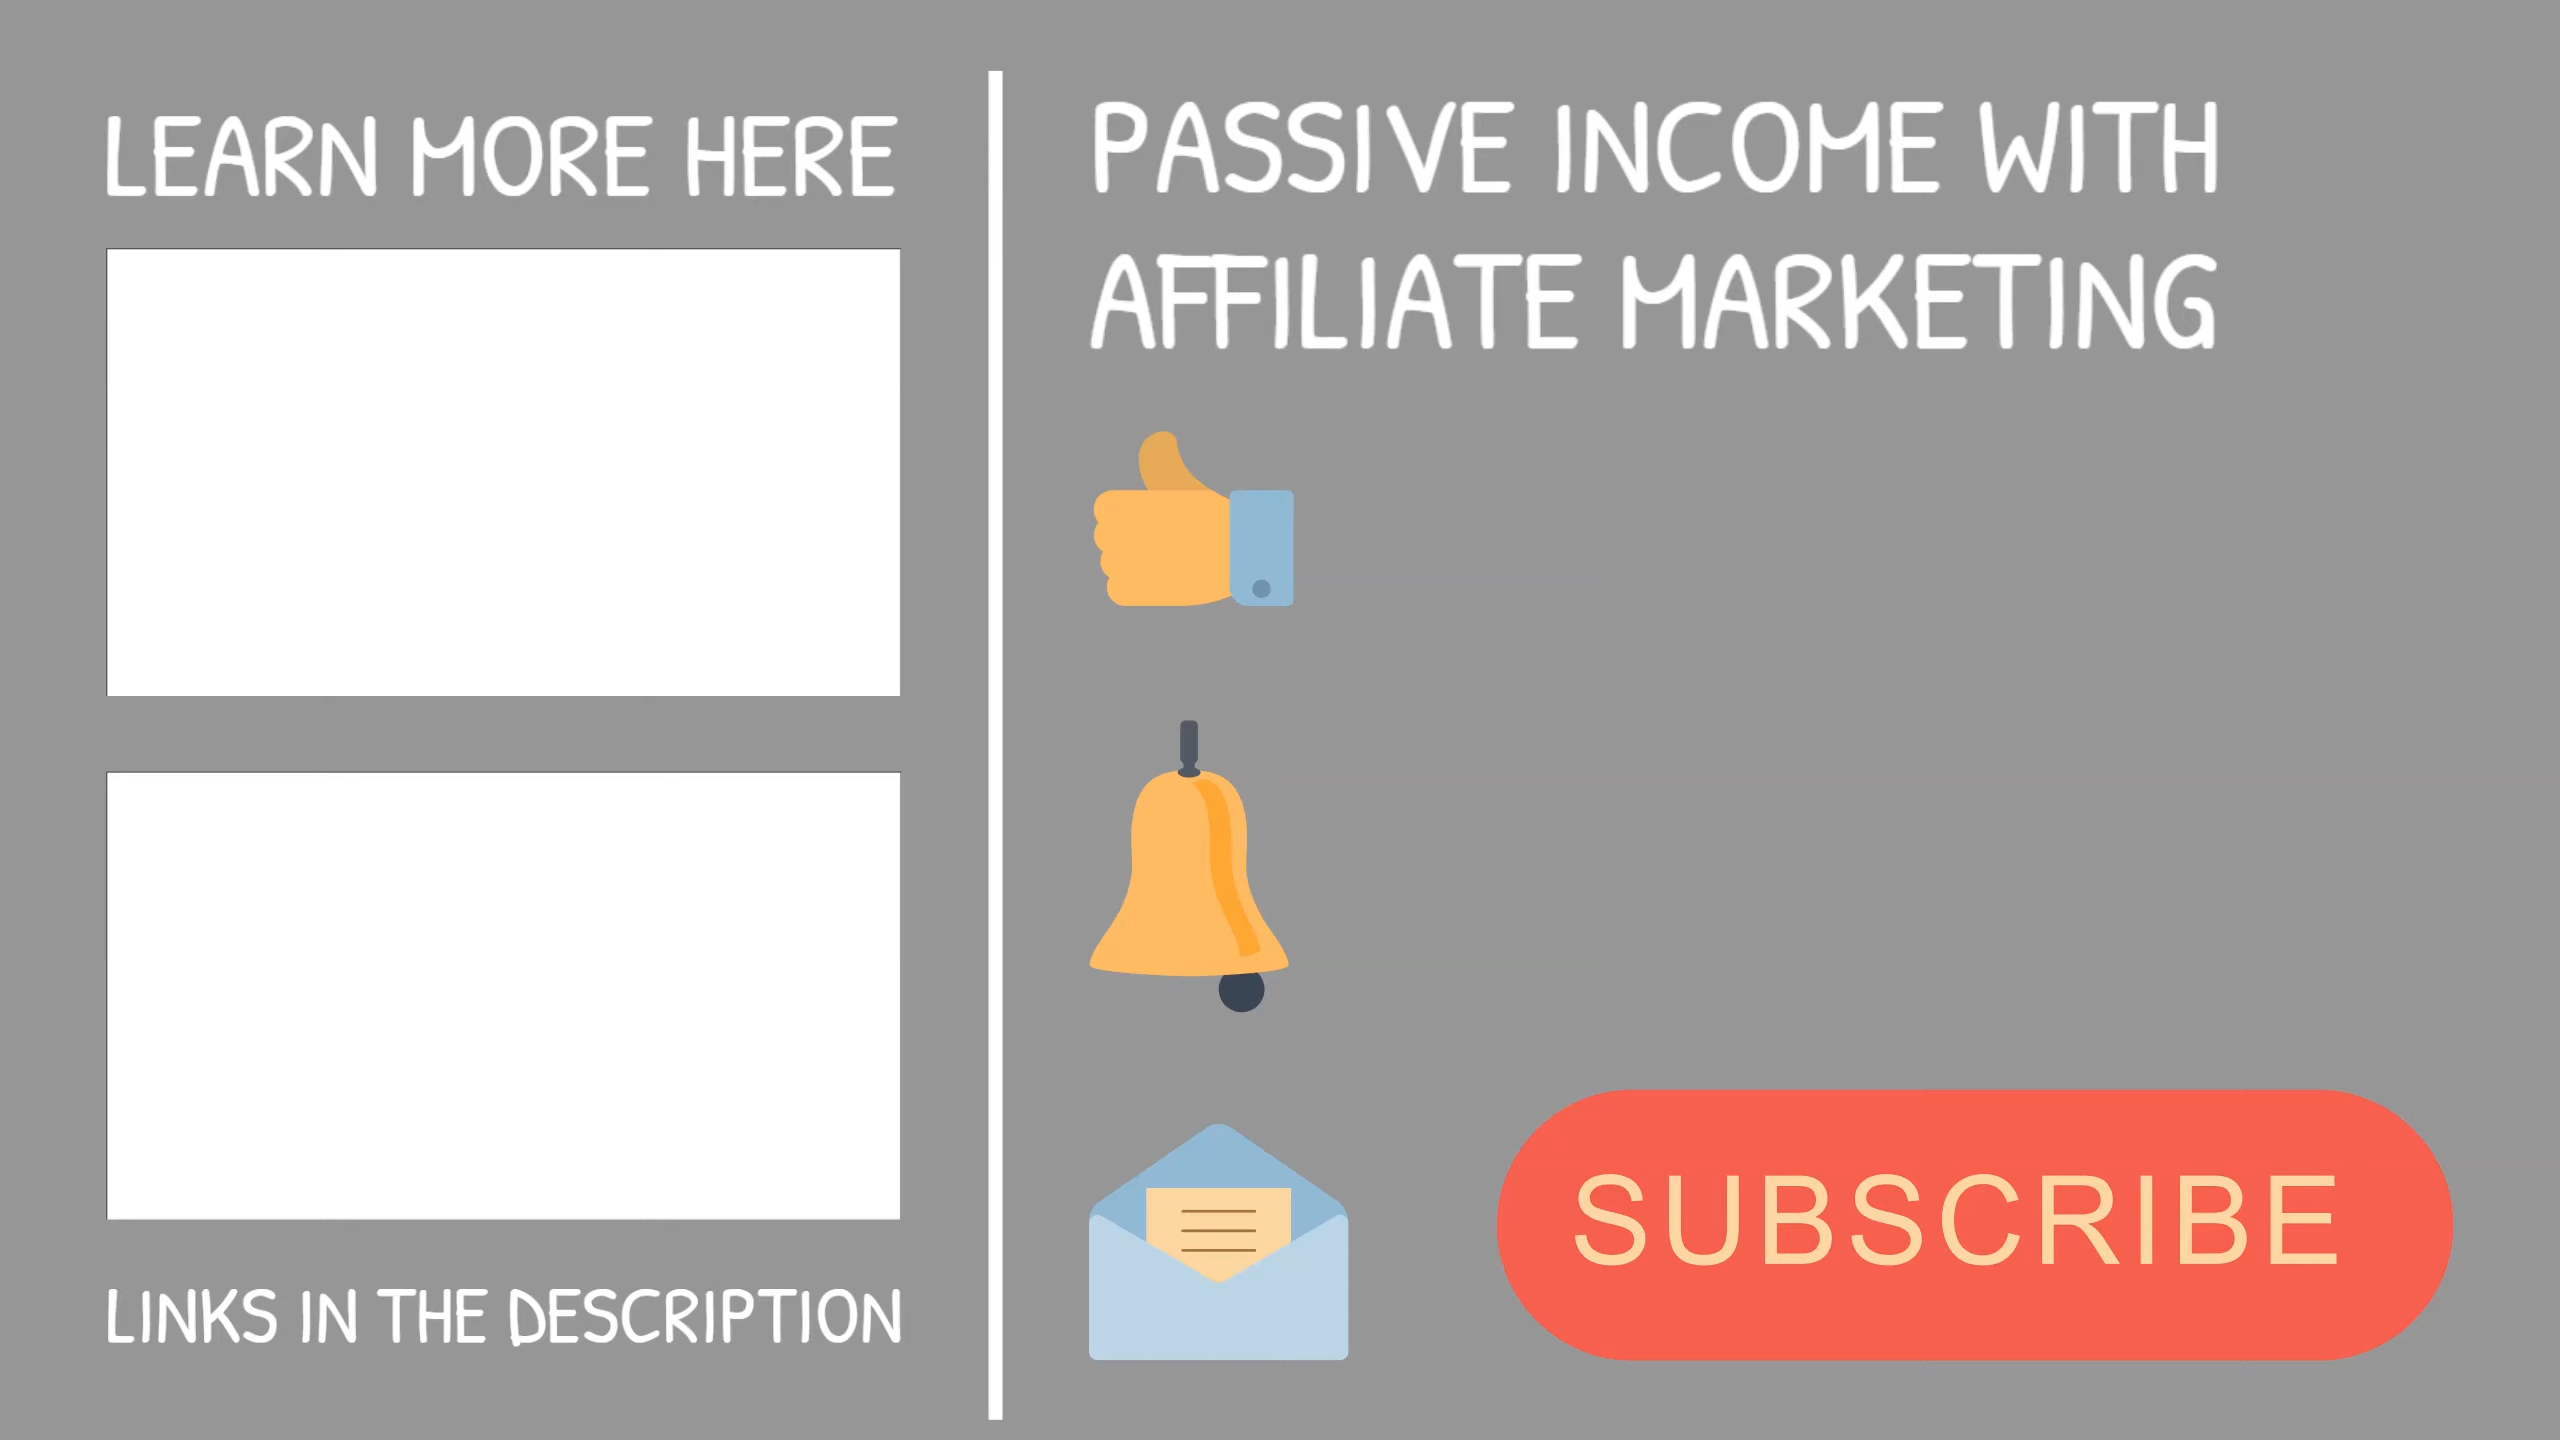 LEARN MORE HERE
LINKS IN THE DESCRIPTION
PASSIVE INCOME WITH
AFFILIATE MARKETING
SUBSCRIBE